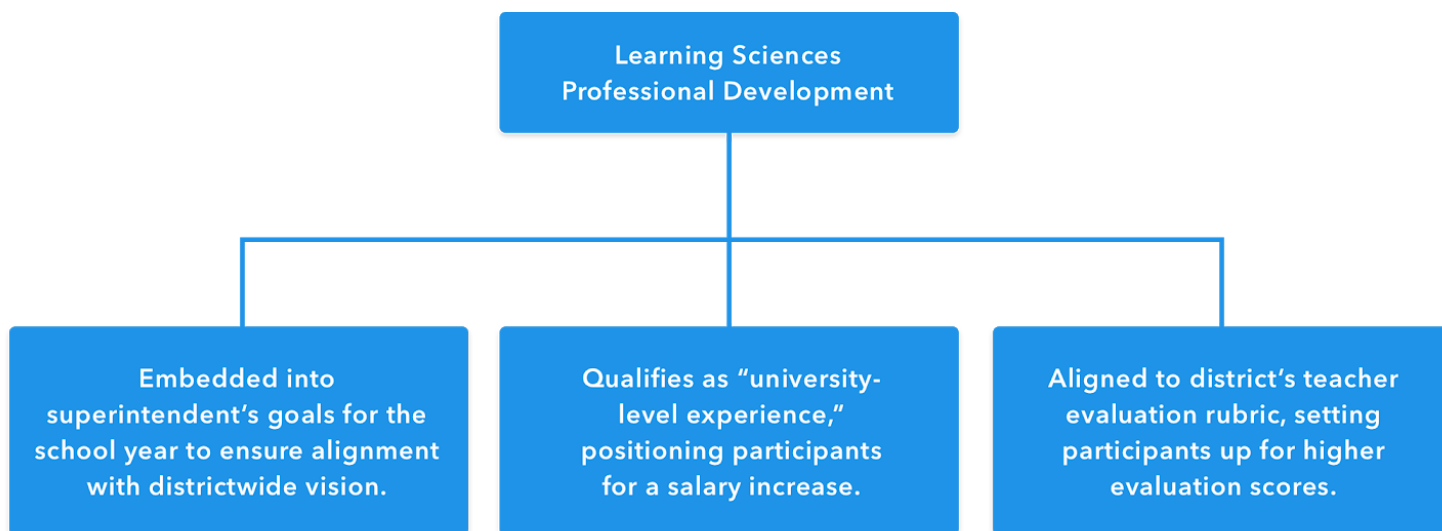 Learning Sciences
Professional Development
Embedded into
superintendent‘s goals for the
school year to ensure alignment
with districtwide vision.
Qualifies as “university-
level experience,”
positioning participants
for a salary increase.
Aligned to district‘s teacher
evaluation rubric, setting
participants up for higher
evaluation scores.